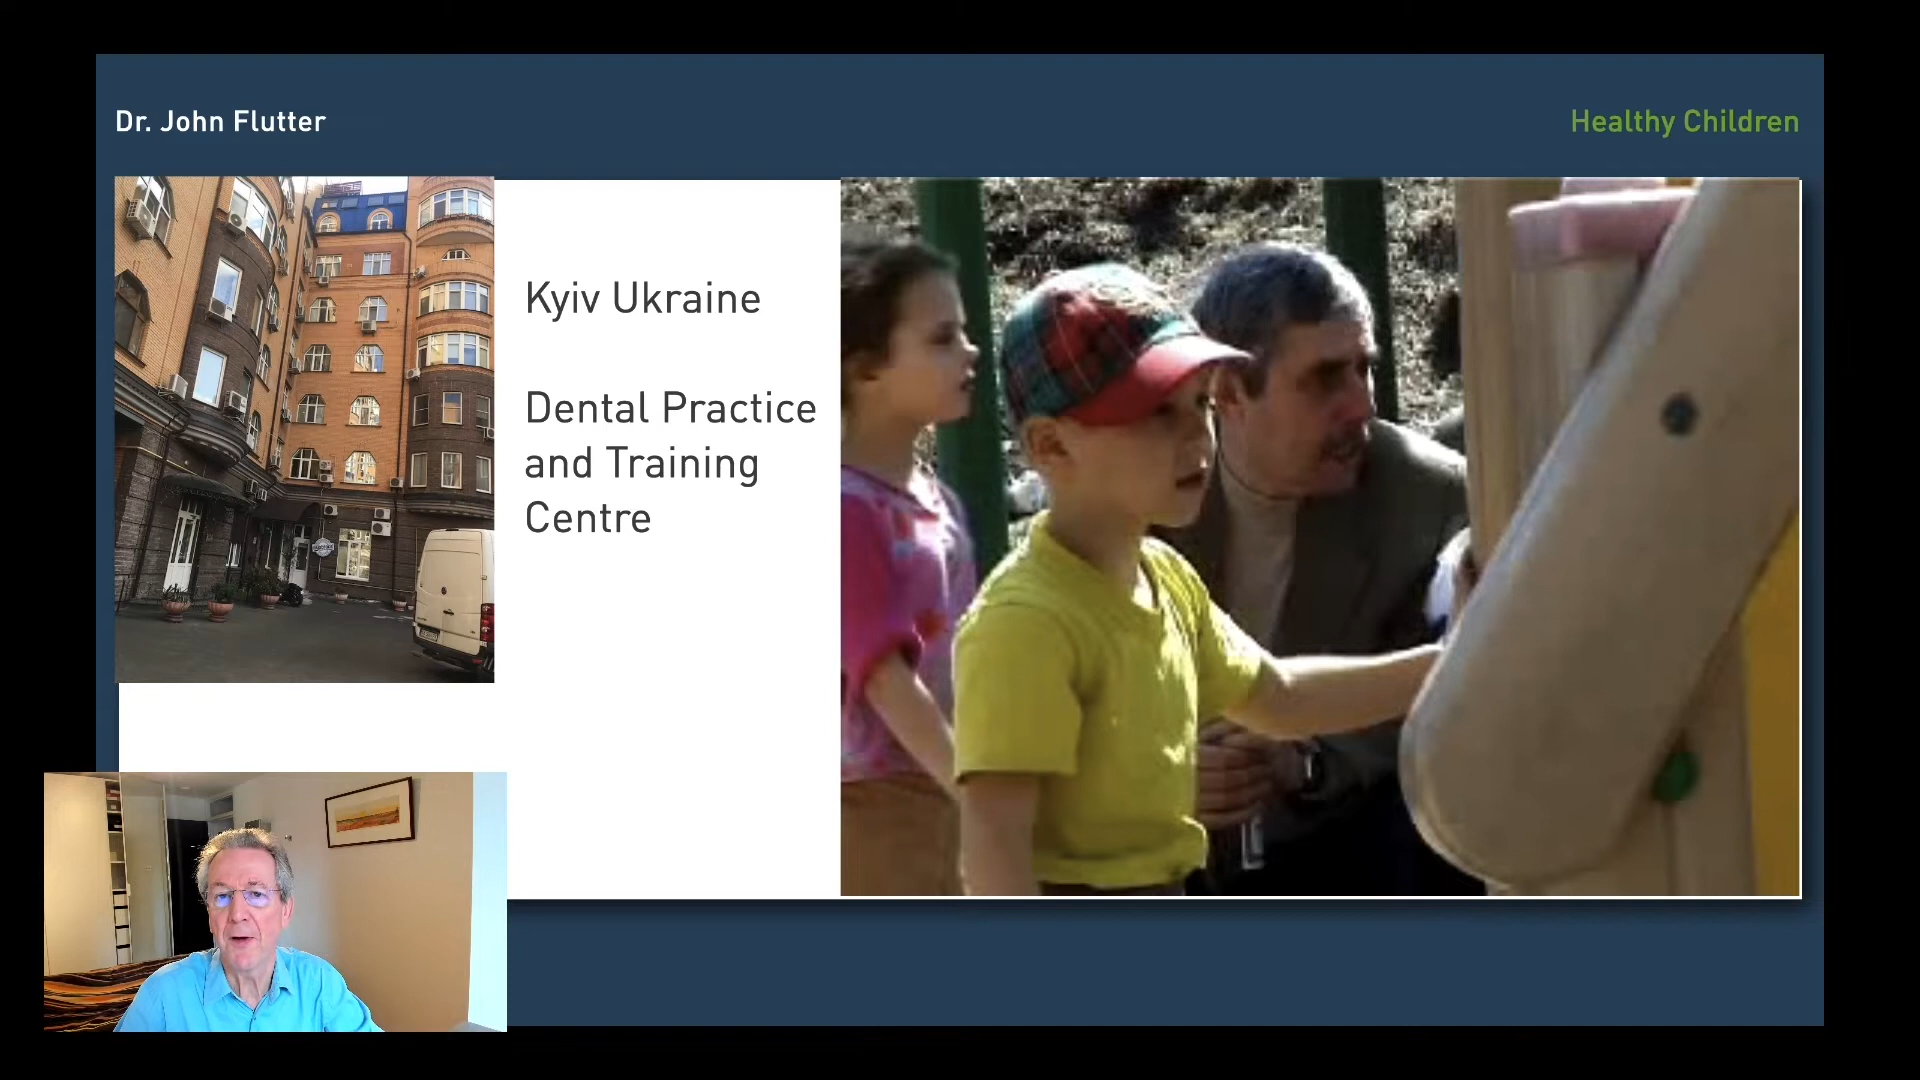 Dr. John Flutter
Healthy Children
Kyiv Ukraine
Dental Practice
and Training
Centre